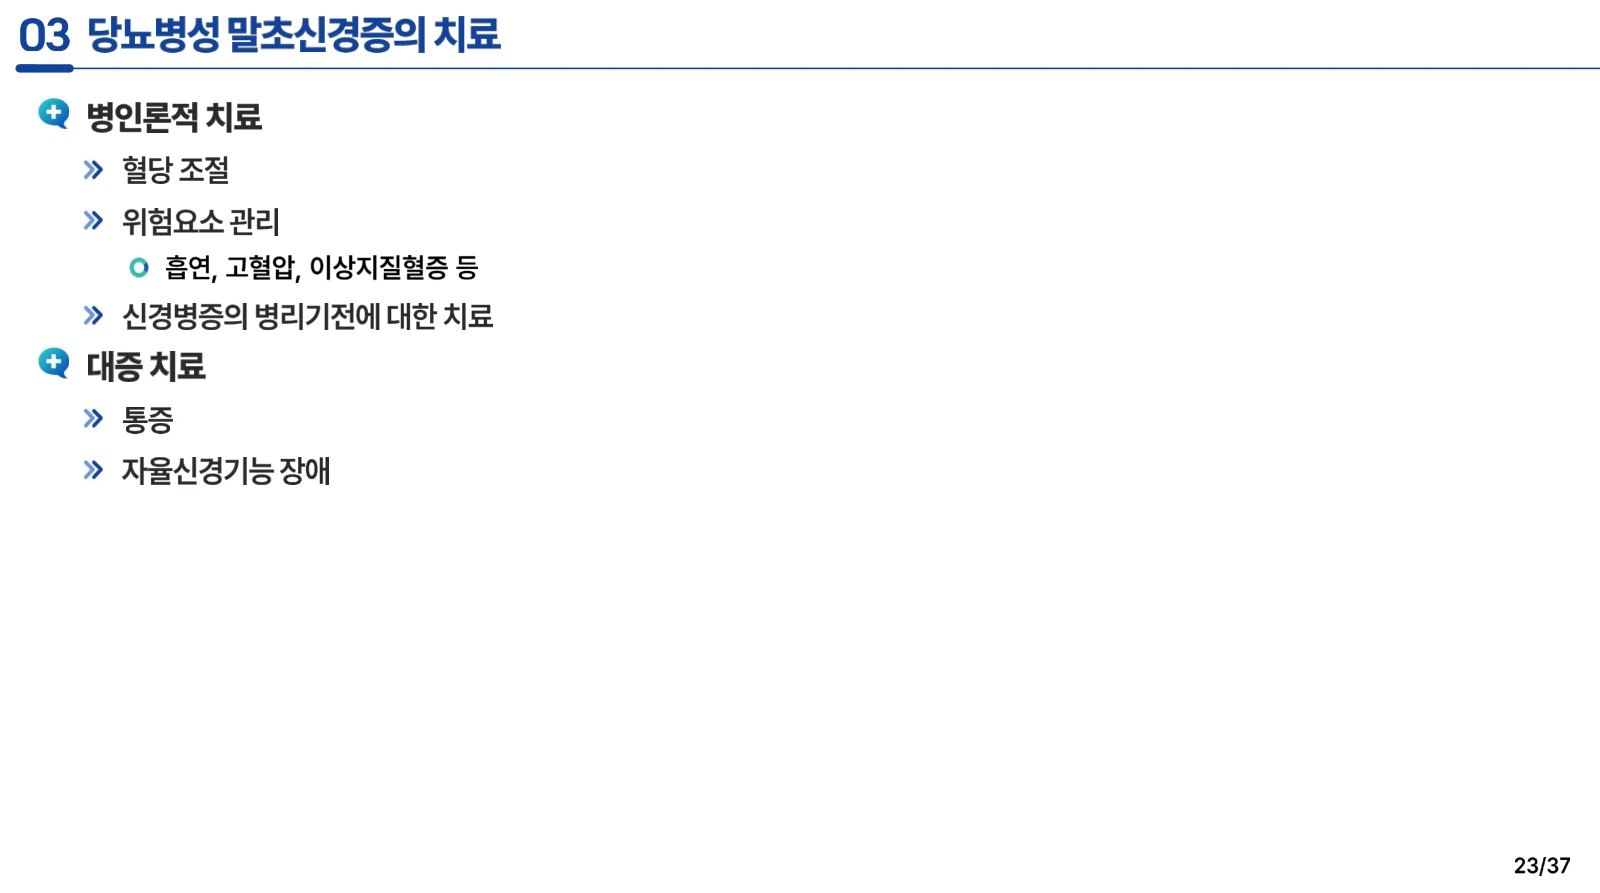 03 당뇨병성 말초신경증의 치료
병인론적 치료
혈당 조절
위험요소 관리
흡연, 고혈압, 이상지질혈증 등
신경병증의 병리기전에 대한 치료
대증 치료
통증
자율신경기능 장애
23/37